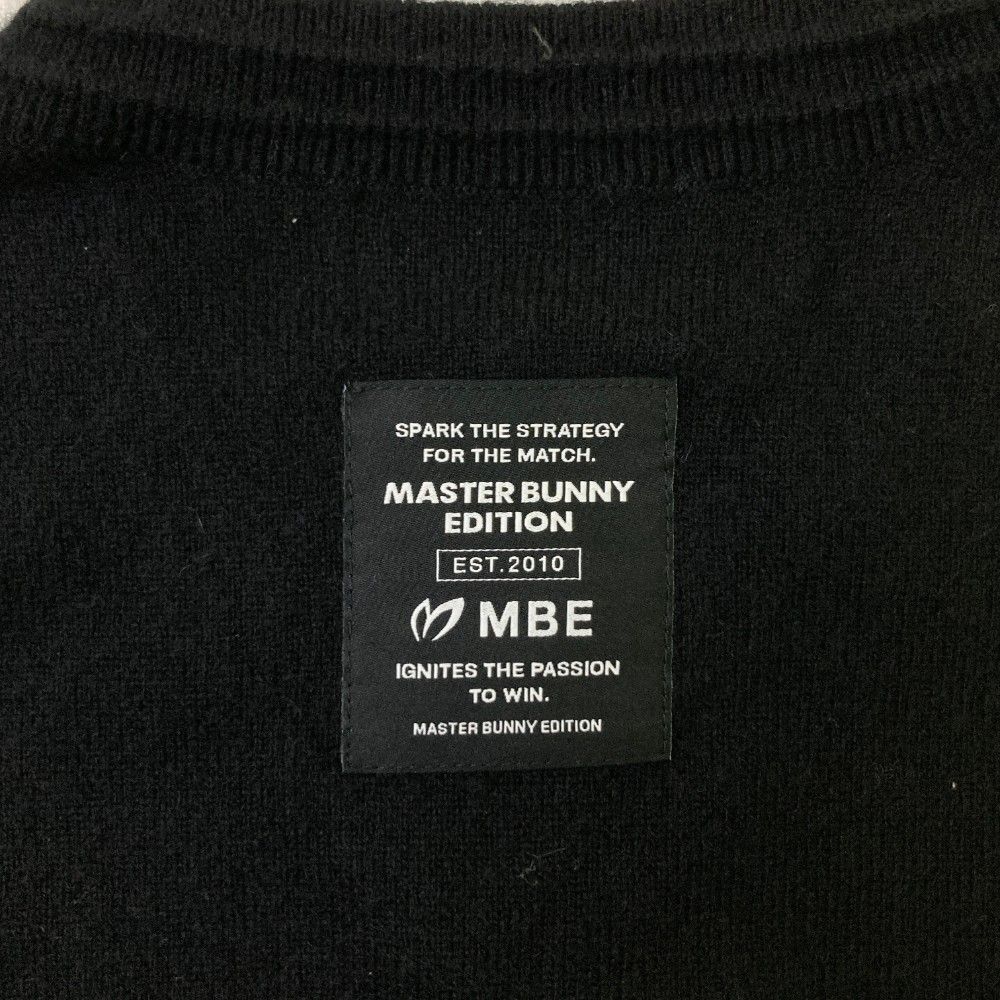 SPARK THE STRATEGY
FOR THE MATCH.
MASTER BUNNY
EDITION
EST.2010
MBE
IGNITES THE PASSION
TO WIN.
MASTER BUNNY EDITION